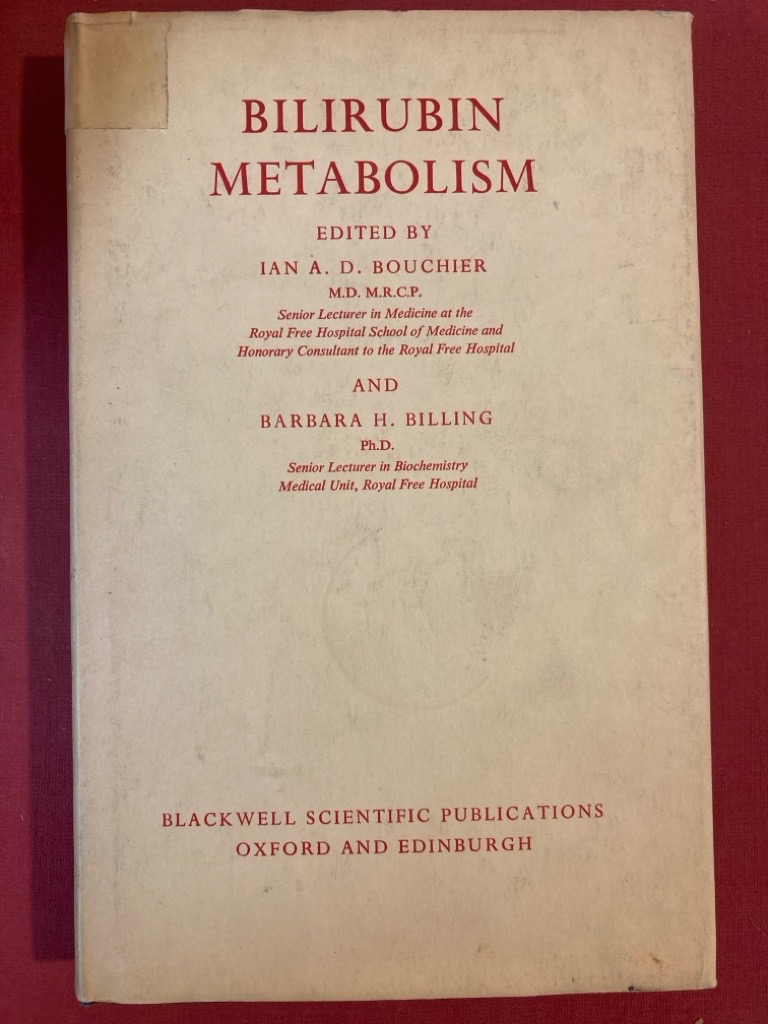 BILIRUBIN
METABOLISM
EDITED BY
IAN A. D. BOUCHIER
M.D. M.R.C.P.
Senior Lecturer in Medicine at the
Royal Free Hospital School of Medicine and
Honorary Consultant to the Royal Free Hospital
AND
BARBARA H. BILLING
Ph.D.
Senior Lecturer in Biochemistry
Medical Unit, Royal Free Hospital
BLACKWELL SCIENTIFIC PUBLICATIONS
OXFORD AND EDINBURGH